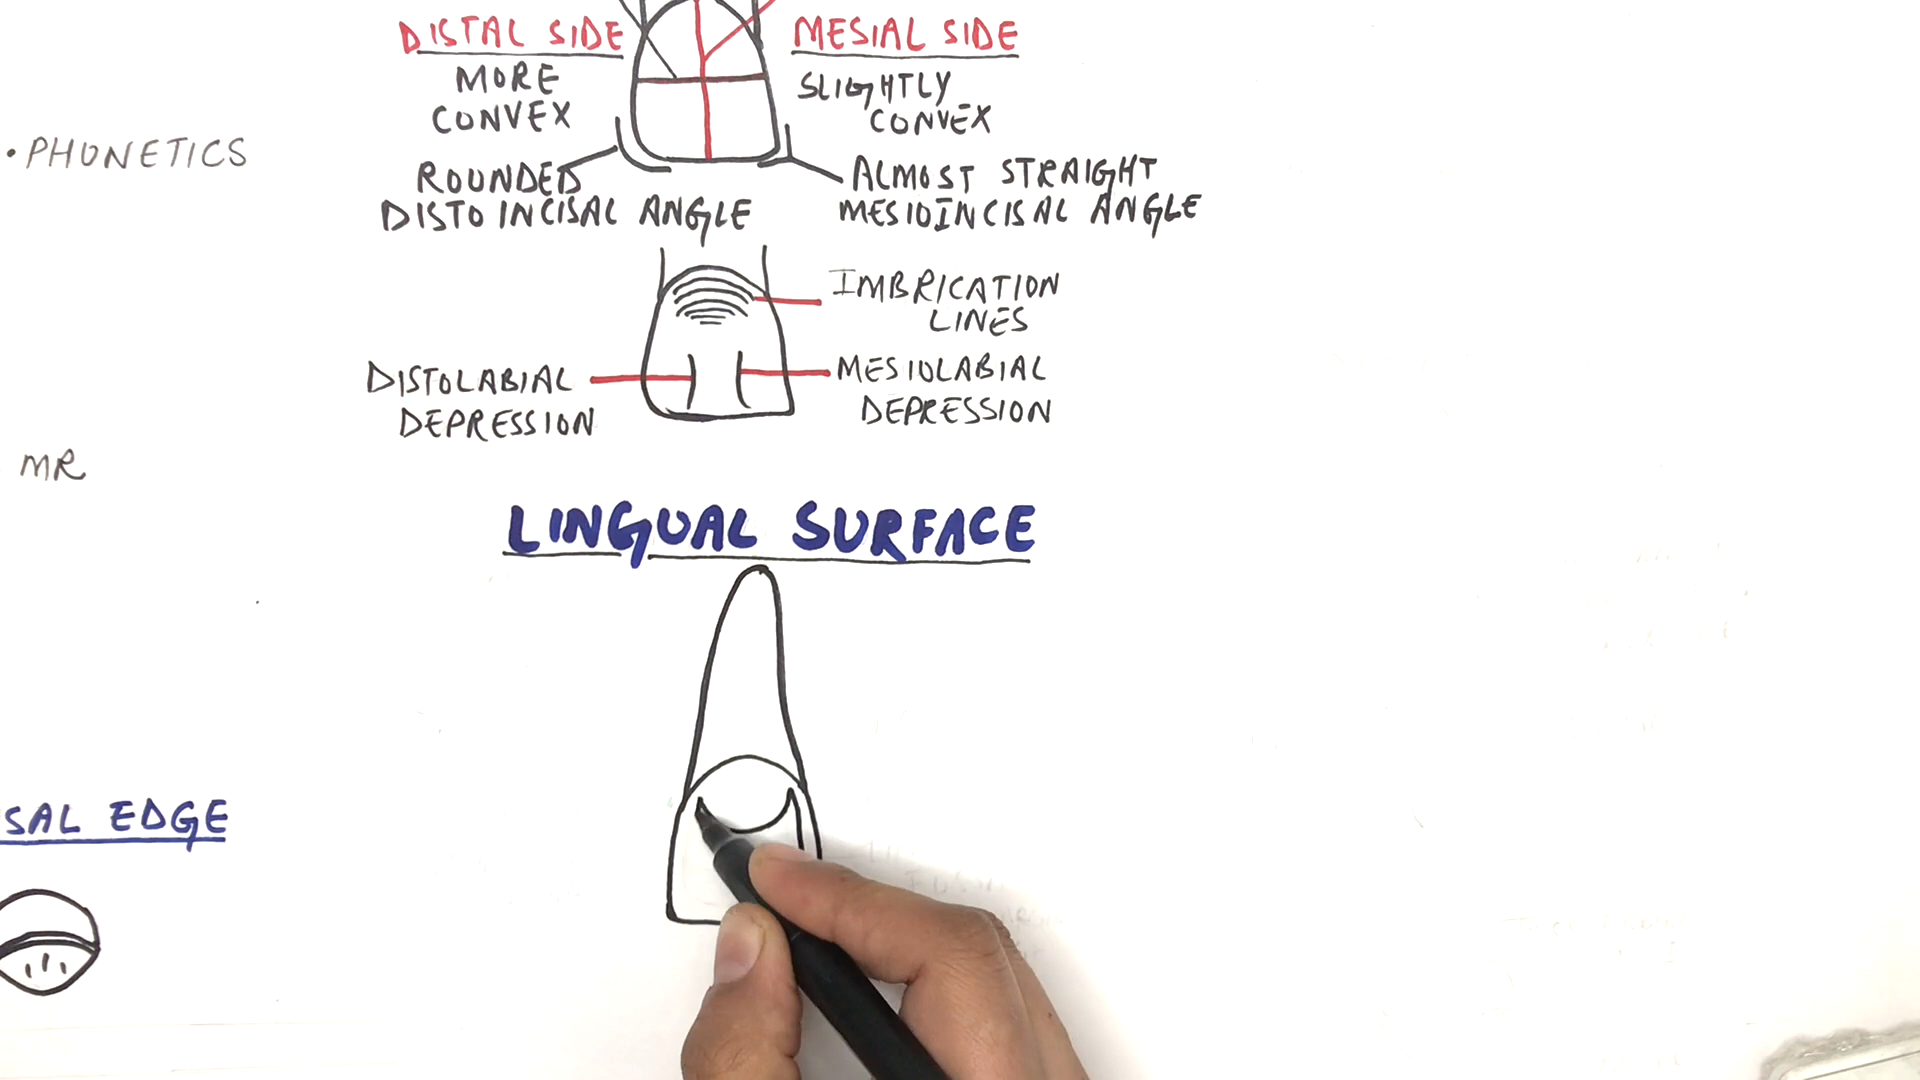 DISTAL SIDE
MORE
CONVEX
MESIAL SIDE
SLIGHTLY
CONVEX
• PHONETICS
ROUNDED
DISTO INCISAL ANGLE
ALMOST STRAIGHT
MESIOINCISAL ANGLE
IMBRICATION
LINES
DISTOLABIAL
DEPRESSION
MESIOLABIAL
DEPRESSION
MR
LINGUAL SURFACE
SAL EDGE